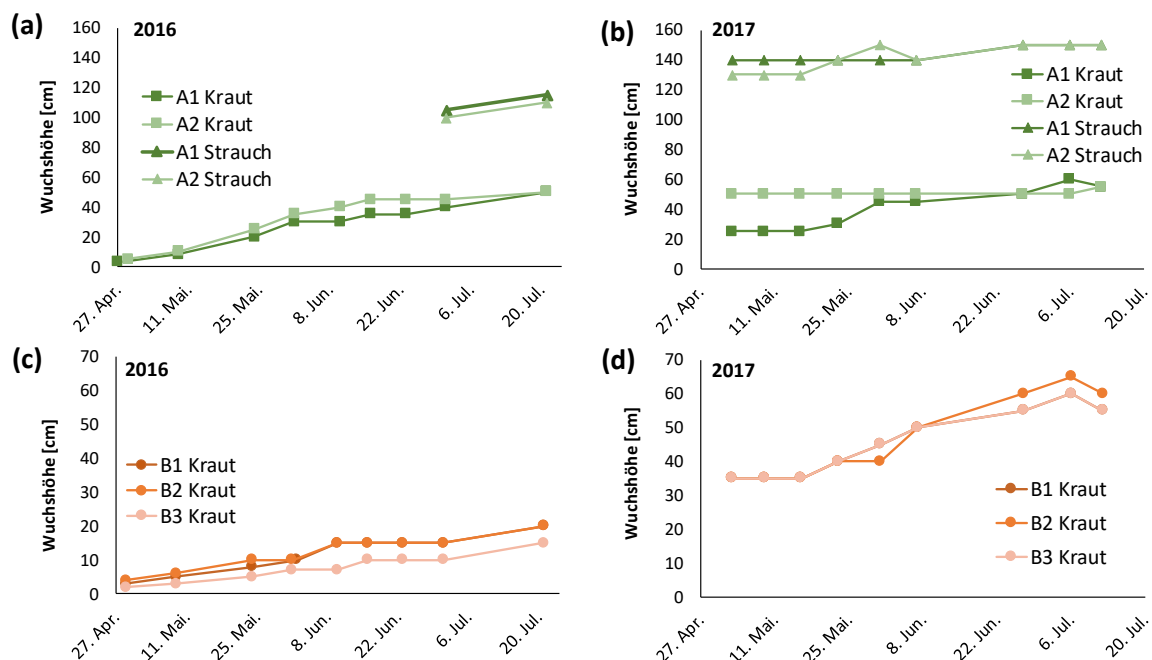 (a)
2016
160
140
120
100
80
60
40
20
0
Wuchshöhe [cm]
A1 Kraut
A2 Kraut
A1 Strauch
A2 Strauch
27. Apr.
11. Mai.
25. Mai.
8. Jun.
22. Jun.
6. Jul.
20. Jul.
(b)
2017
160
140
120
100
80
60
40
20
0
Wuchshöhe [cm]
A1 Kraut
A2 Kraut
A1 Strauch
A2 Strauch
27. Apr.
11. Mai.
25. Mai.
8. Jun.
22. Jun.
6. Jul.
20. Jul.
(c)
2016
70
60
50
40
30
20
10
0
Wuchshöhe [cm]
B1 Kraut
B2 Kraut
B3 Kraut
27. Apr.
11. Mai.
25. Mai.
8. Jun.
22. Jun.
6. Jul.
20. Jul.
(d)
2017
70
60
50
40
30
20
10
0
Wuchshöhe [cm]
B1 Kraut
B2 Kraut
B3 Kraut
27. Apr.
11. Mai.
25. Mai.
8. Jun.
22. Jun.
6. Jul.
20. Jul.